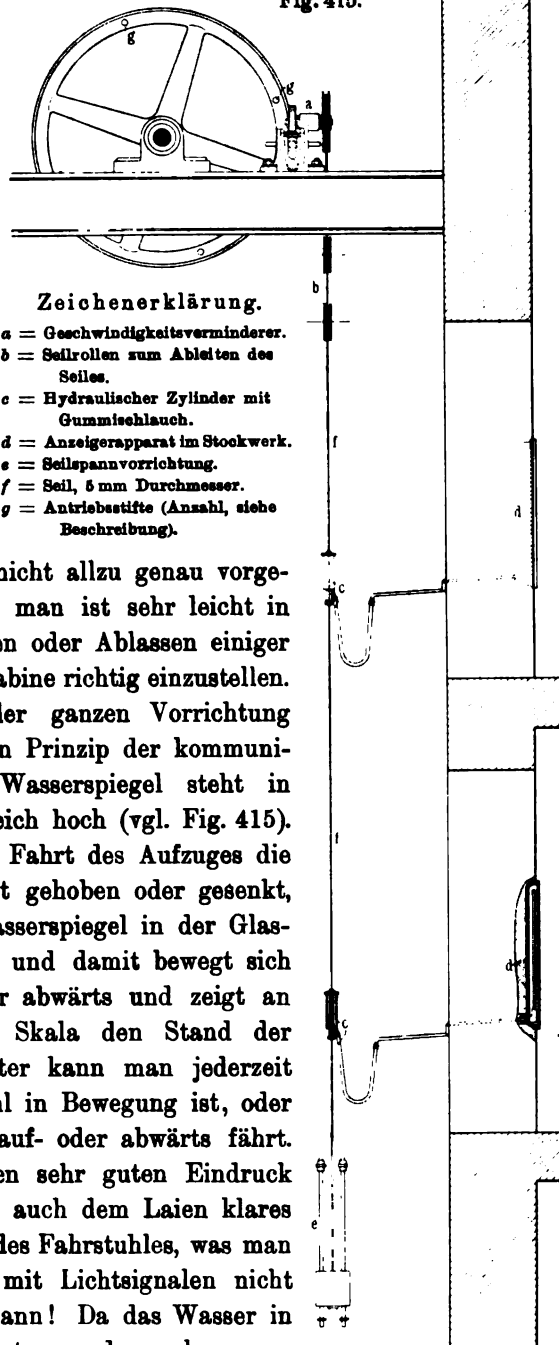 Fig. 415.
g
g
a
b
Zeichenerklärung.
a = Geschwindigkeitsverminderer.
b = Seilrollen zum Ableiten des
Seiles.
c = Hydraulischer Zylinder mit
Gummischlauch.
d = Anzeigerapparat im Stockwerk.
e = Seilspannvorrichtung.
f = Seil, 5 mm Durchmesser.
g = Antriebsstifte (Anzahl, siehe
Beschreibung).
f
d
c
nicht allzu genau vorge-
man ist sehr leicht in
en oder Ablassen einiger
abine richtig einzustellen.
der ganzen Vorrichtung
n Prinzip der kommuni-
Wasserspiegel steht in
eich hoch (vgl. Fig. 415).
Fahrt des Aufzuges die
t gehoben oder gesenkt,
asserspiegel in der Glas-
und damit bewegt sich
r abwärts und zeigt an
Skala den Stand der
ter kann man jederzeit
hl in Bewegung ist, oder
auf- oder abwärts fährt.
en sehr guten Eindruck
auch dem Laien klares
des Fahrstuhles, was man
mit Lichtsignalen nicht
ann! Da das Wasser in
f
d
c
e